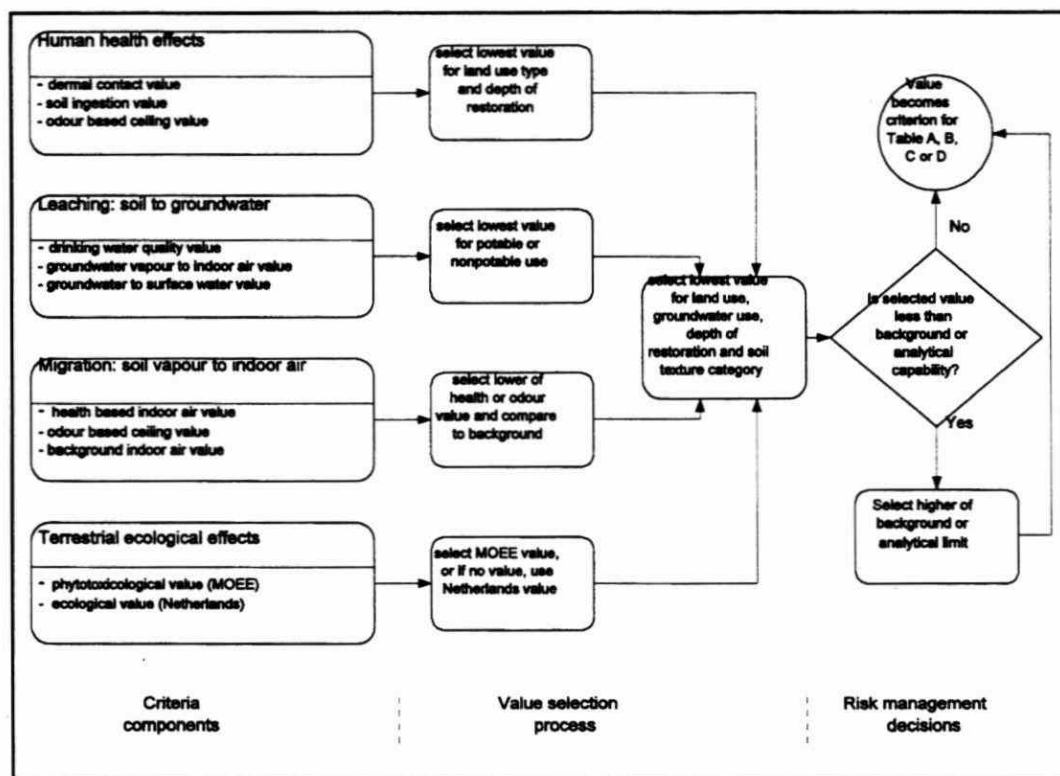 Human health effects
- dermal contact value
- soil ingestion value
- odour based ceiling value
select lowest value
for land use type
and depth of
restoration
Leaching: soil to groundwater
- drinking water quality value
- groundwater vapour to indoor air value
- groundwater to surface water value
select lowest value
for potable or
nonpotable use
Migration: soil vapour to indoor air
- health based indoor air value
- odour based ceiling value
- background indoor air value
select lower of
health or odour
value and compare
to background
Terrestrial ecological effects
- phytotoxicological value (MOEE)
- ecological value (Netherlands)
select MOEE value,
or if no value, use
Netherlands value
select lowest value
for land use,
groundwater use,
depth of
restoration and soil
texture category
Is selected value
less than
background or
analytical
capability?
No
Value
becomes
criterion for
Table A, B,
C or D
Yes
Select higher of
background or
analytical limit
Criteria
components
Value selection
process
Risk management
decisions